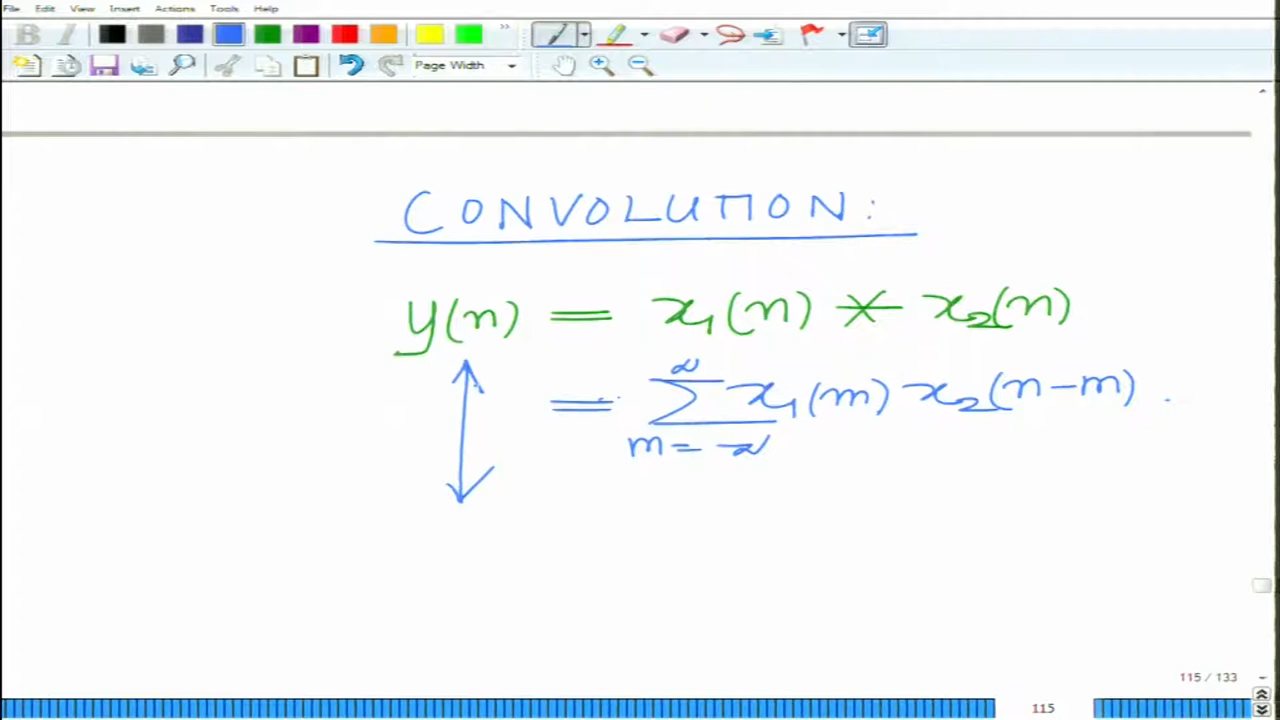 File Edit View Insert Actions Tools Help
B I
Page Width
CONVOLUTION:
y(n) = x₁(n) * x₂(n)
= ∑ x₁(m) x₂(n-m) .
∞
m = -∞
115 / 133
115